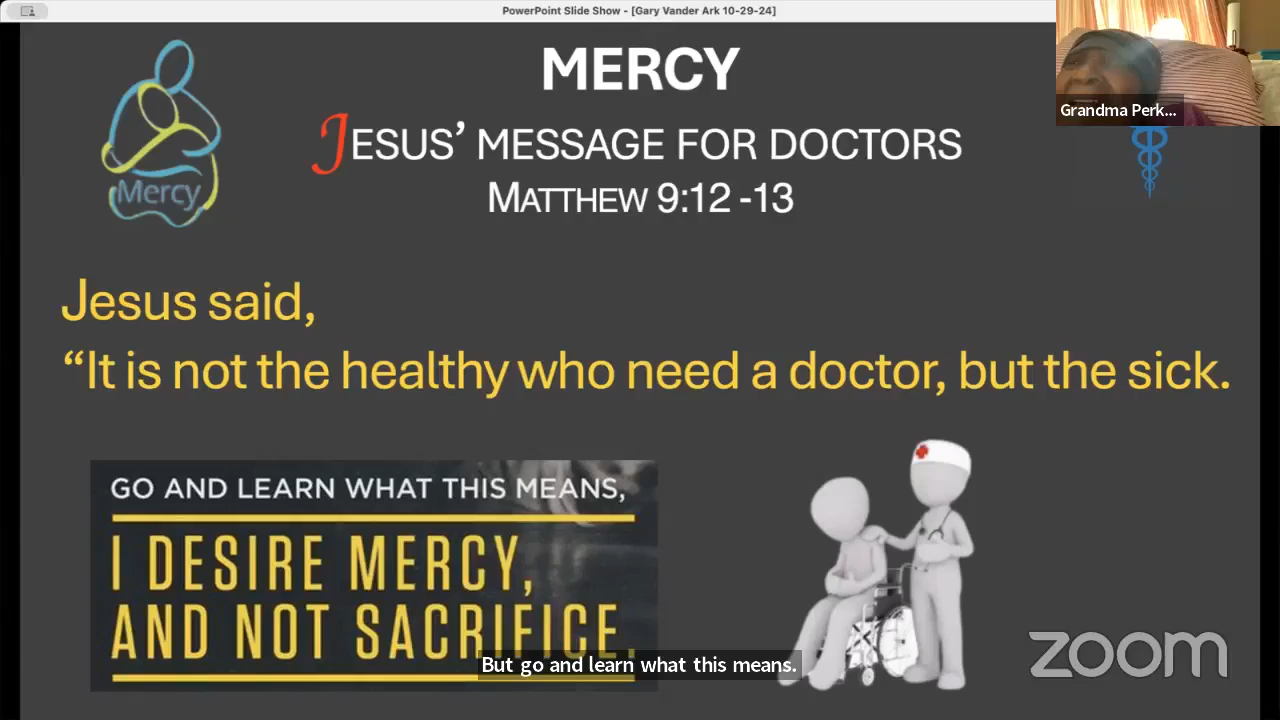 PowerPoint Slide Show - [Gary Vander Ark 10-29-24]
MERCY
JESUS' MESSAGE FOR DOCTORS
MATTHEW 9:12 -13
Mercy
Grandma Perk...
Jesus said,
“It is not the healthy who need a doctor, but the sick.
GO AND LEARN WHAT THIS MEANS,
I DESIRE MERCY,
AND NOT SACRIFICE.
But go and learn what this means.
zoom